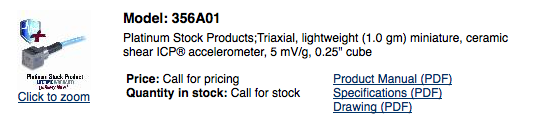 Model: 356A01
Platinum Stock Products;Triaxial, lightweight (1.0 gm) miniature, ceramic
shear ICP® accelerometer, 5 mV/g, 0.25" cube
Platinum Stock Product
Click to zoom
Price: Call for pricing
Quantity in stock: Call for stock
Product Manual (PDF)
Specifications (PDF)
Drawing (PDF)